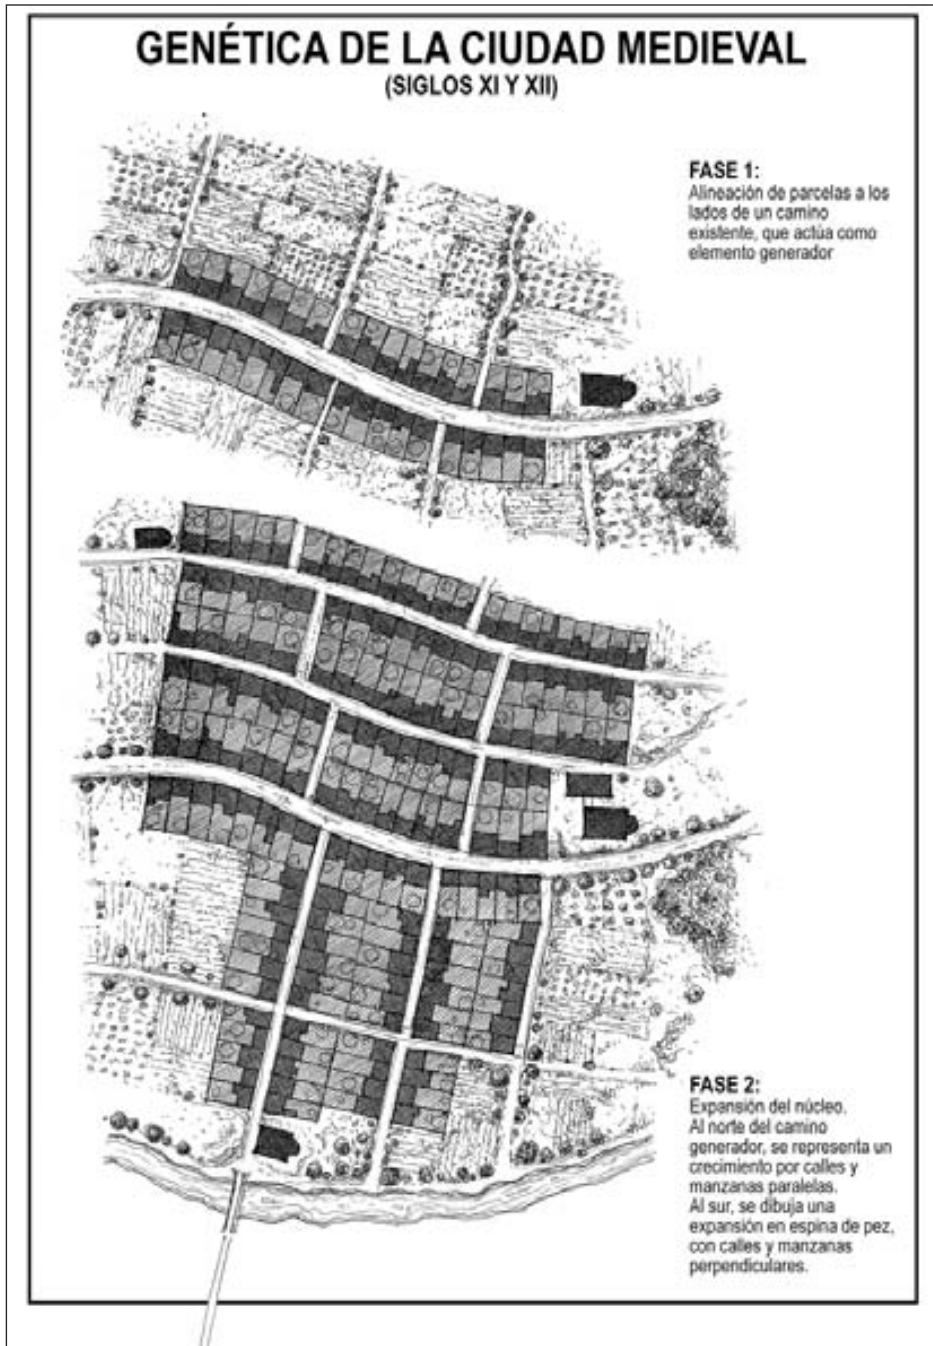 GENÉTICA DE LA CIUDAD MEDIEVAL
(SIGLOS XI Y XII)
FASE 1:
Alineación de parcelas a los
lados de un camino
existente, que actúa como
elemento generador
FASE 2:
Expansión del núcleo.
Al norte del camino
generador, se representa un
crecimiento por calles y
manzanas paralelas.
Al sur, se dibuja una
expansión en espina de pez,
con calles y manzanas
perpendiculares.